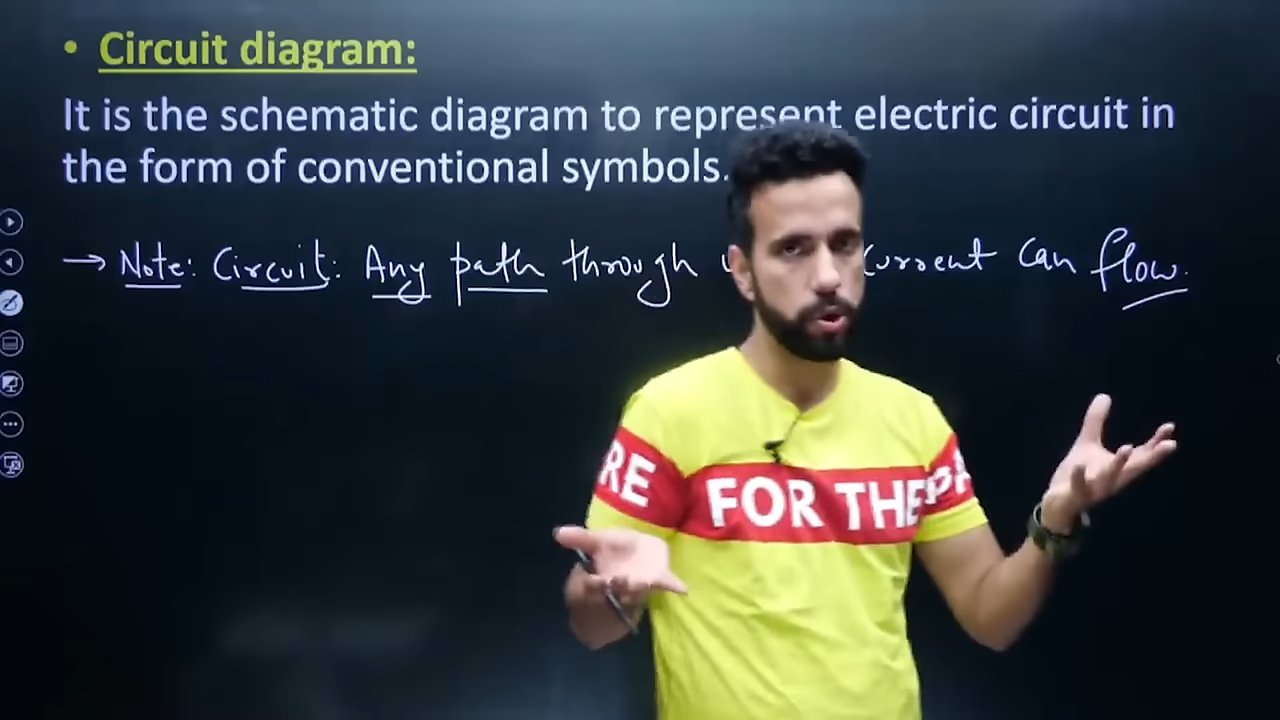 • Circuit diagram:
It is the schematic diagram to represent electric circuit in
the form of conventional symbols.
→ Note: Circuit: Any path through current can flow.
RE FOR THE PA